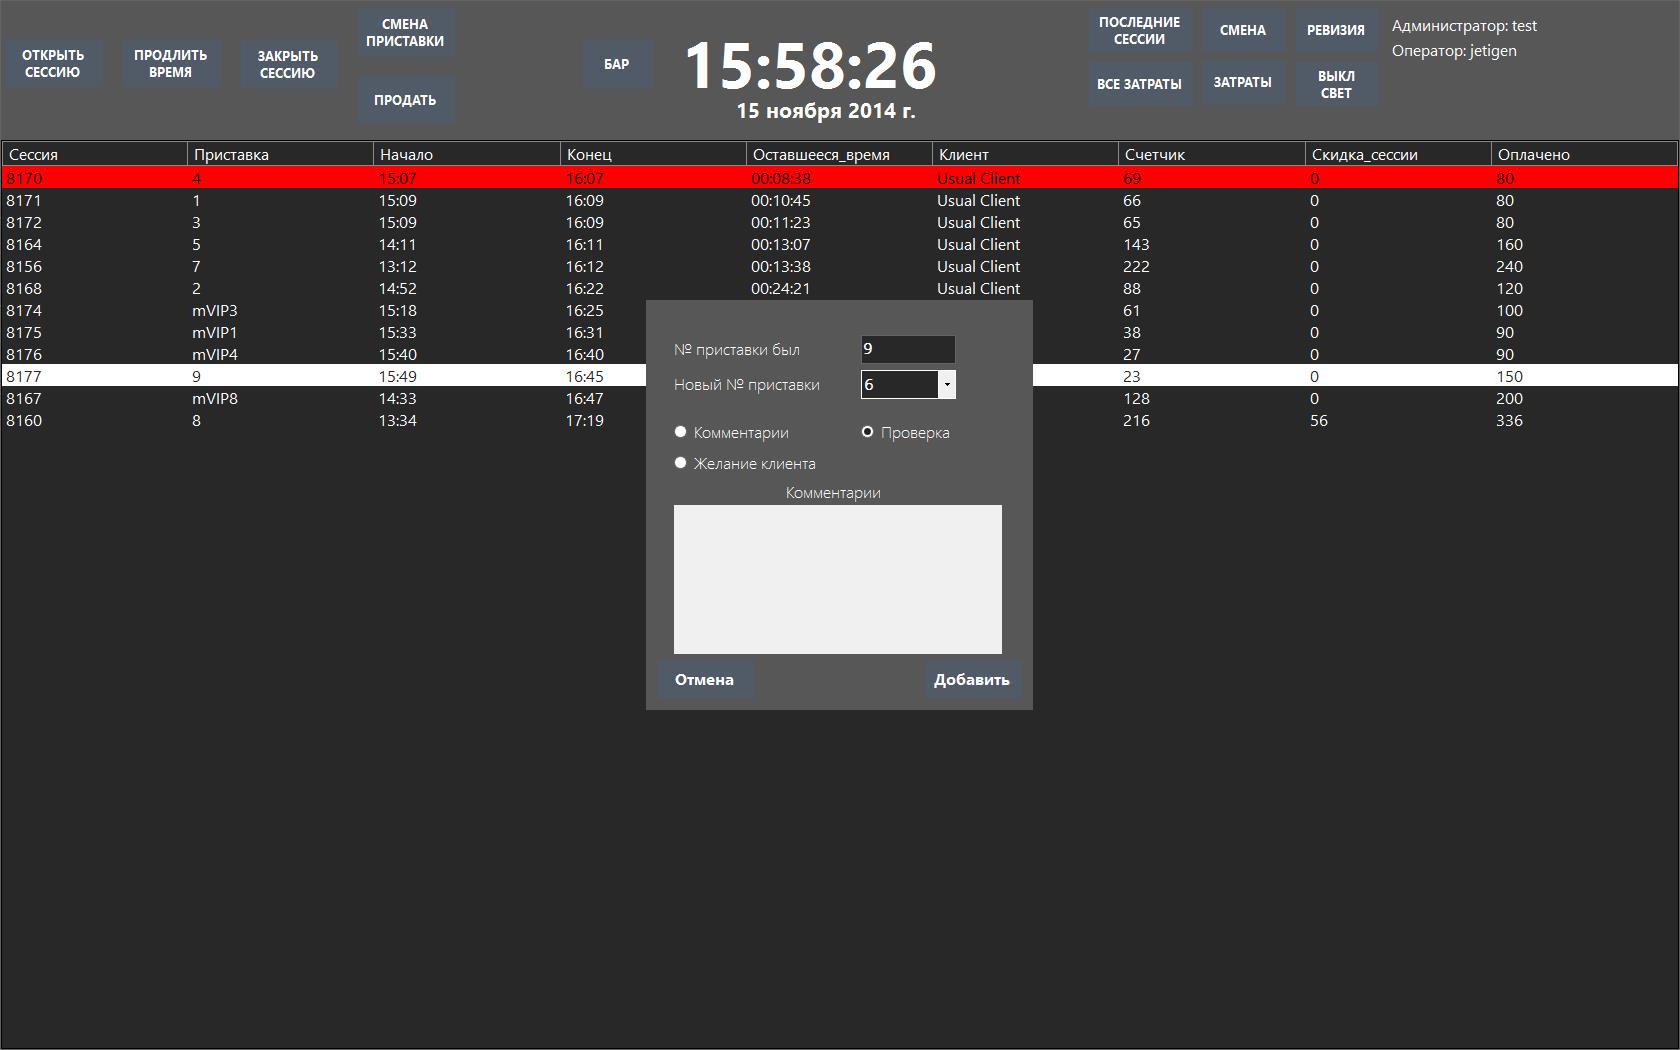 ОТКРЫТЬ
СЕССИЮ
ПРОДЛИТЬ
ВРЕМЯ
ЗАКРЫТЬ
СЕССИЮ
СМЕНА
ПРИСТАВКИ
ПРОДАТЬ
БАР
15:58:26
15 ноября 2014 г.
ПОСЛЕДНИЕ
СЕССИИ
СМЕНА
РЕВИЗИЯ
ВСЕ ЗАТРАТЫ
ЗАТРАТЫ
ВЫКЛ
СВЕТ
Администратор: test
Оператор: jetigen
Сессия Приставка Начало Конец Оставшееся_время Клиент Счетчик Скидка_сессии Оплачено
8170 4 15:07 16:07 00:08:38 Usual Client 69 0 80
8171 1 15:09 16:09 00:10:45 Usual Client 66 0 80
8172 3 15:09 16:09 00:11:23 Usual Client 65 0 80
8164 5 14:11 16:11 00:13:07 Usual Client 143 0 160
8156 7 13:12 16:12 00:13:38 Usual Client 222 0 240
8168 2 14:52 16:22 00:24:21 Usual Client 88 0 120
8174 mVIP3 15:18 16:25 61 0 100
8175 mVIP1 15:33 16:31 38 0 90
8176 mVIP4 15:40 16:40 27 0 90
8177 9 15:49 16:45 23 0 150
8167 mVIP8 14:33 16:47 128 0 200
8160 8 13:34 17:19 216 56 336
№ приставки был 9
Новый № приставки 6
Комментарии Проверка
Желание клиента
Комментарии
Отмена Добавить